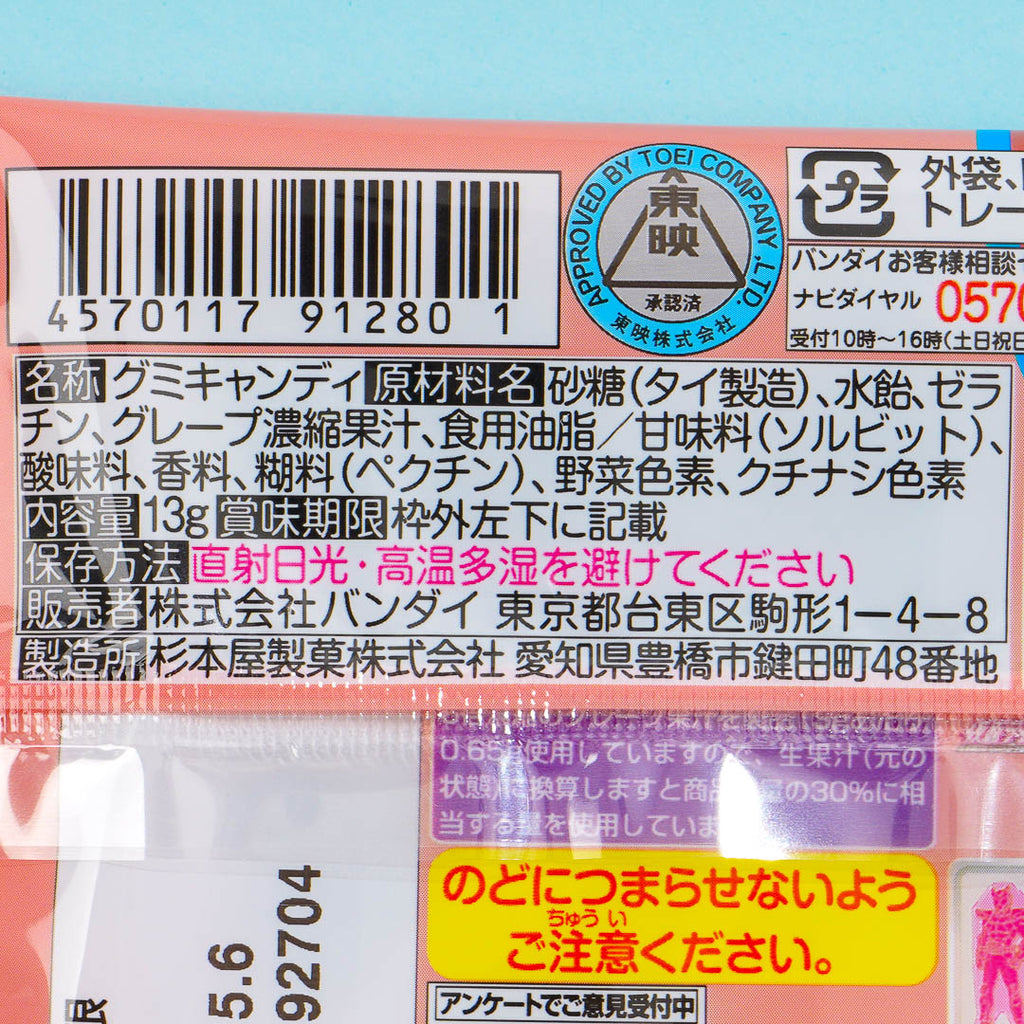 4570117 91280 1
APPROVED BY TOEI COMPANY, LTD.
東映
承認済
東映株式会社
プラ
外袋、
トレー
バンダイお客様相談
ナビダイヤル 0570
受付10時〜16時(土日祝日
名称 グミキャンディ 原材料名 砂糖(タイ製造)、水飴、ゼラ
チン、グレープ濃縮果汁、食用油脂/甘味料(ソルビット)、
酸味料、香料、糊料(ペクチン)、野菜色素、クチナシ色素
内容量 13g 賞味期限 枠外左下に記載
保存方法 直射日光・高温多湿を避けてください
販売者 株式会社バンダイ 東京都台東区駒形1-4-8
製造所 杉本屋製菓株式会社 愛知県豊橋市鍵田町48番地
0.65g使用していますので、生果汁(元の
状態)に換算しますと商品 の30%に相
当する量を使用していま
のどにつまらせないよう
ちゅうい
ご注意ください。
アンケートでご意見受付中
限
5.6
92704